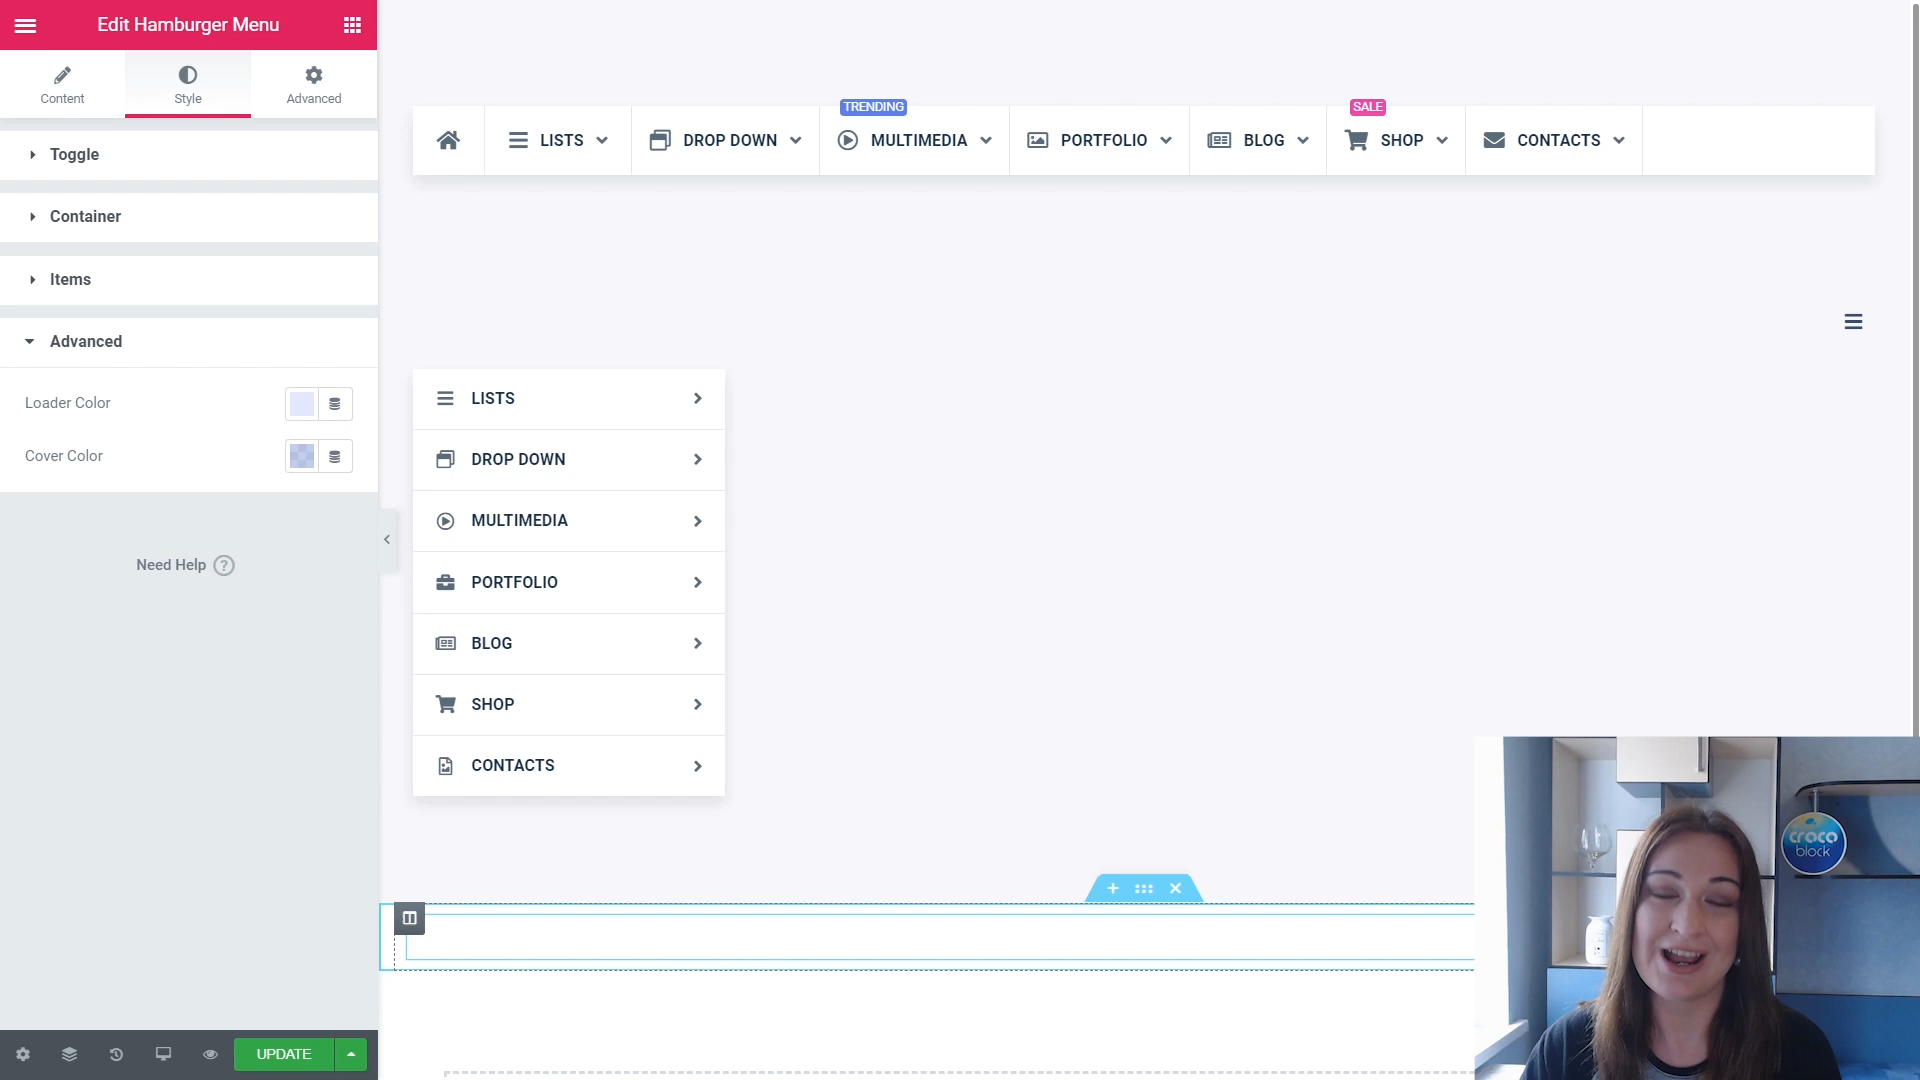 Edit Hamburger Menu
Content
Style
Advanced
Toggle
Container
Items
Advanced
Loader Color
Cover Color
Need Help ?
UPDATE
TRENDING
SALE
LISTS
DROP DOWN
MULTIMEDIA
PORTFOLIO
BLOG
SHOP
CONTACTS
LISTS
DROP DOWN
MULTIMEDIA
PORTFOLIO
BLOG
SHOP
CONTACTS
croco
block